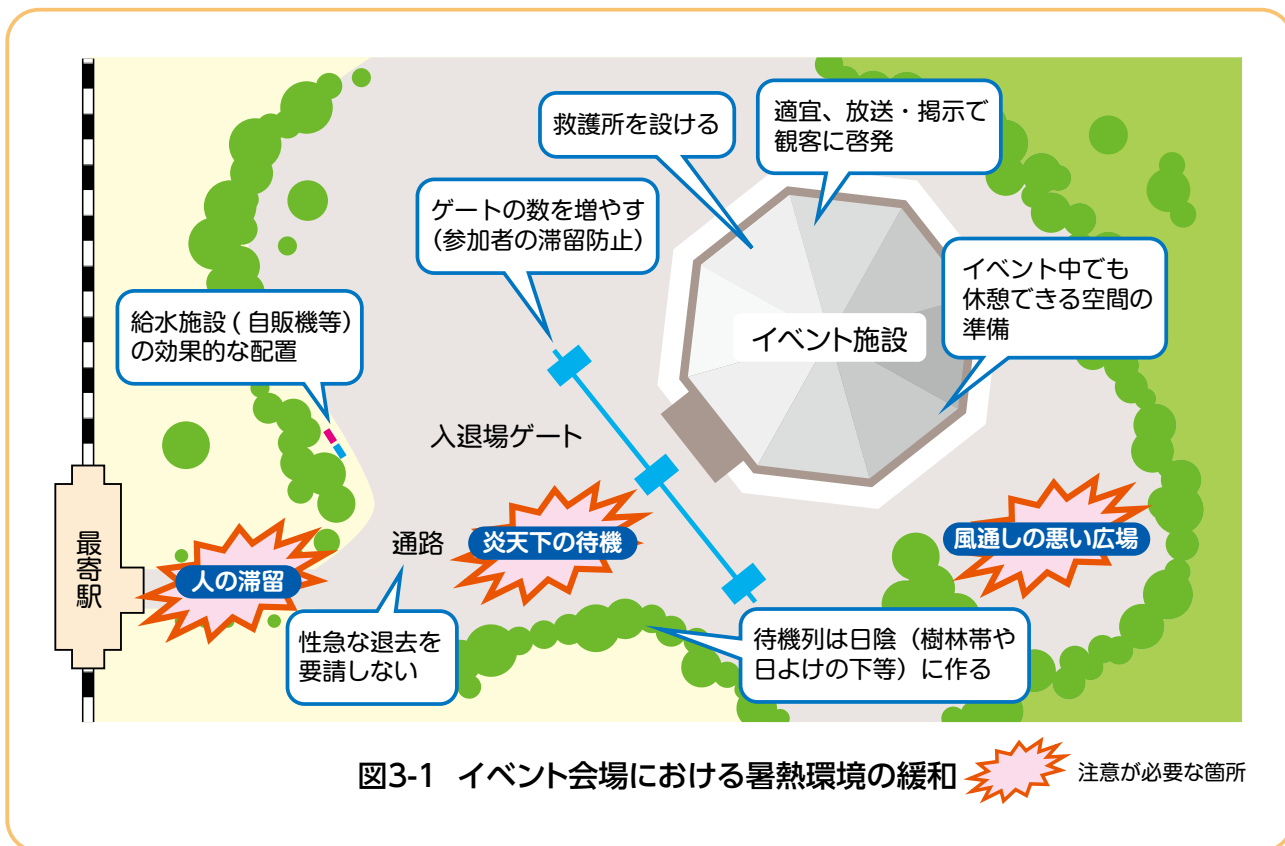 救護所を設ける
適宜、放送・掲示で
観客に啓発
ゲートの数を増やす
(参加者の滞留防止)
イベント中でも
休憩できる空間の
準備
給水施設 ( 自販機等)
の効果的な配置
イベント施設
入退場ゲート
最寄駅
人の滞留
通路
炎天下の待機
風通しの悪い広場
性急な退去を
要請しない
待機列は日陰(樹林帯や
日よけの下等)に作る
図3-1 イベント会場における暑熱環境の緩和
注意が必要な箇所